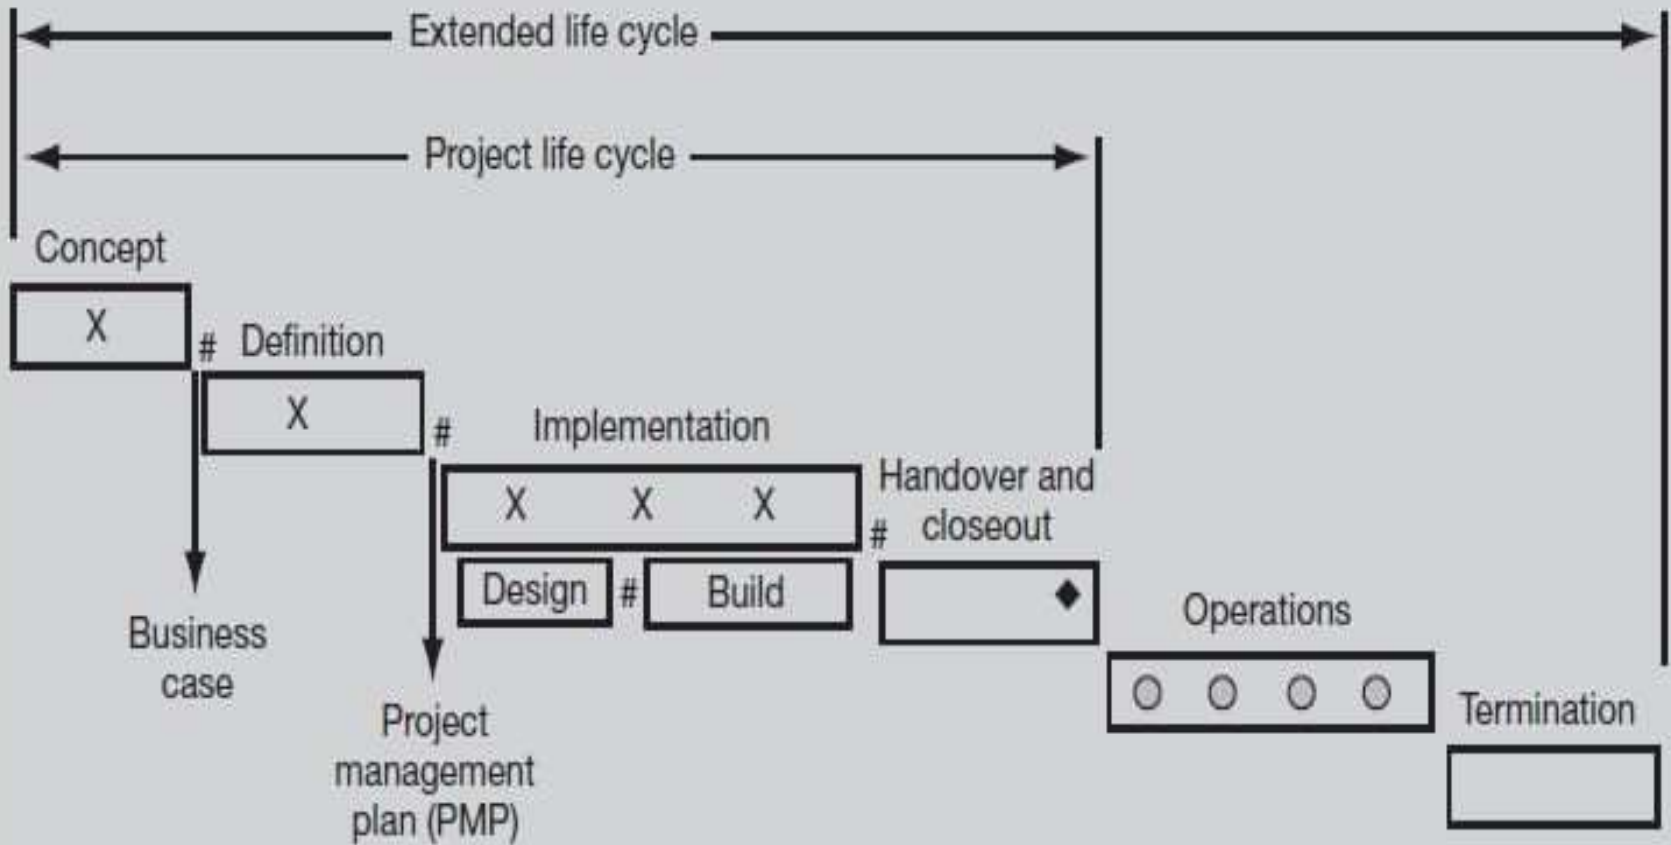 Extended life cycle
Project life cycle
Concept
X
# Definition
X
# Implementation
X X X
Handover and
# closeout
Design # Build
Business
case
Operations
Project
management
plan (PMP)
Termination